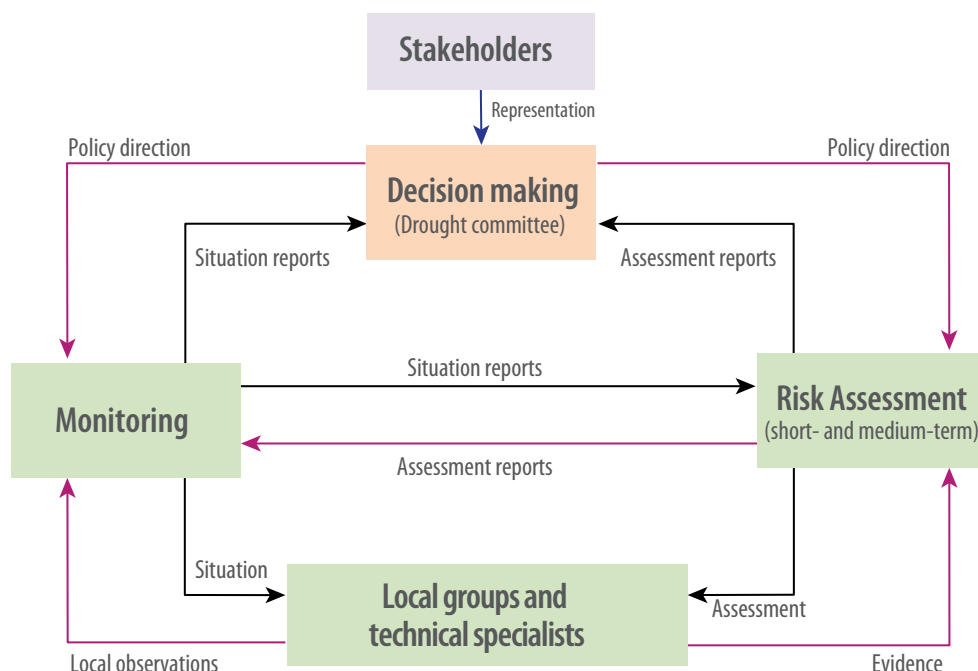 Stakeholders
Representation
Policy direction
Policy direction
Decision making
(Drought committee)
Situation reports
Assessment reports
Situation reports
Monitoring
Risk Assessment
(short- and medium-term)
Assessment reports
Situation
Local groups and
technical specialists
Assessment
Local observations
Evidence